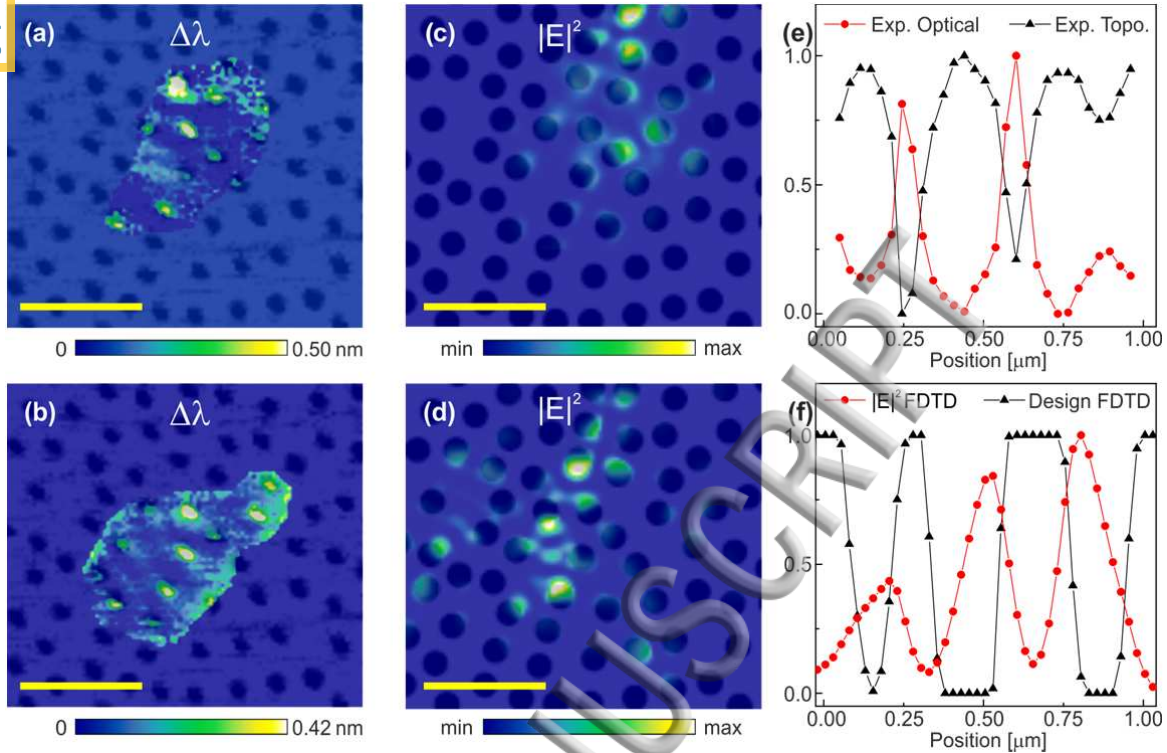 (a)
Δλ
0
0.50 nm
(b)
Δλ
0
0.42 nm
(c)
|E|²
min
max
(d)
|E|²
min
max
(e)
Exp. Optical
Exp. Topo.
1.0
0.5
0.0
0.00 0.25 0.50 0.75 1.00
Position [μm]
(f)
|E|² FDTD
Design FDTD
1.0
0.5
0.0
0.00 0.25 0.50 0.75 1.00
Position [μm]
USCRIPT